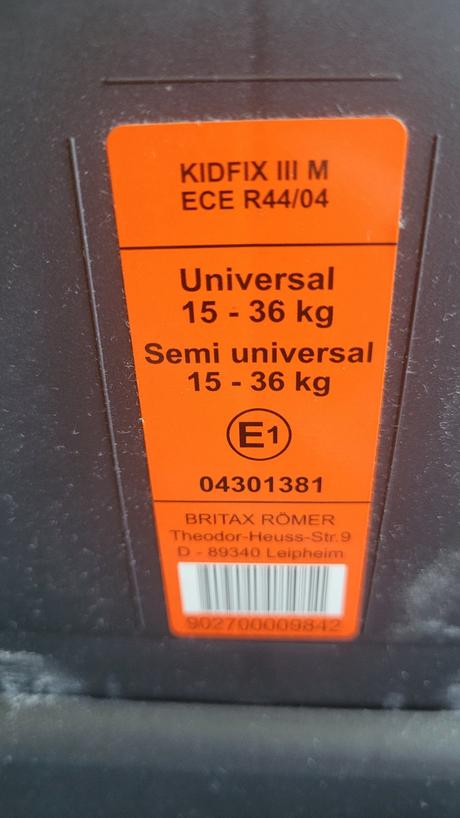 KIDFIX III M
ECE R44/04
Universal
15 - 36 kg
Semi universal
15 - 36 kg
E1
04301381
BRITAX RÖMER
Theodor-Heuss-Str.9
D - 89340 Leipheim
902700009842